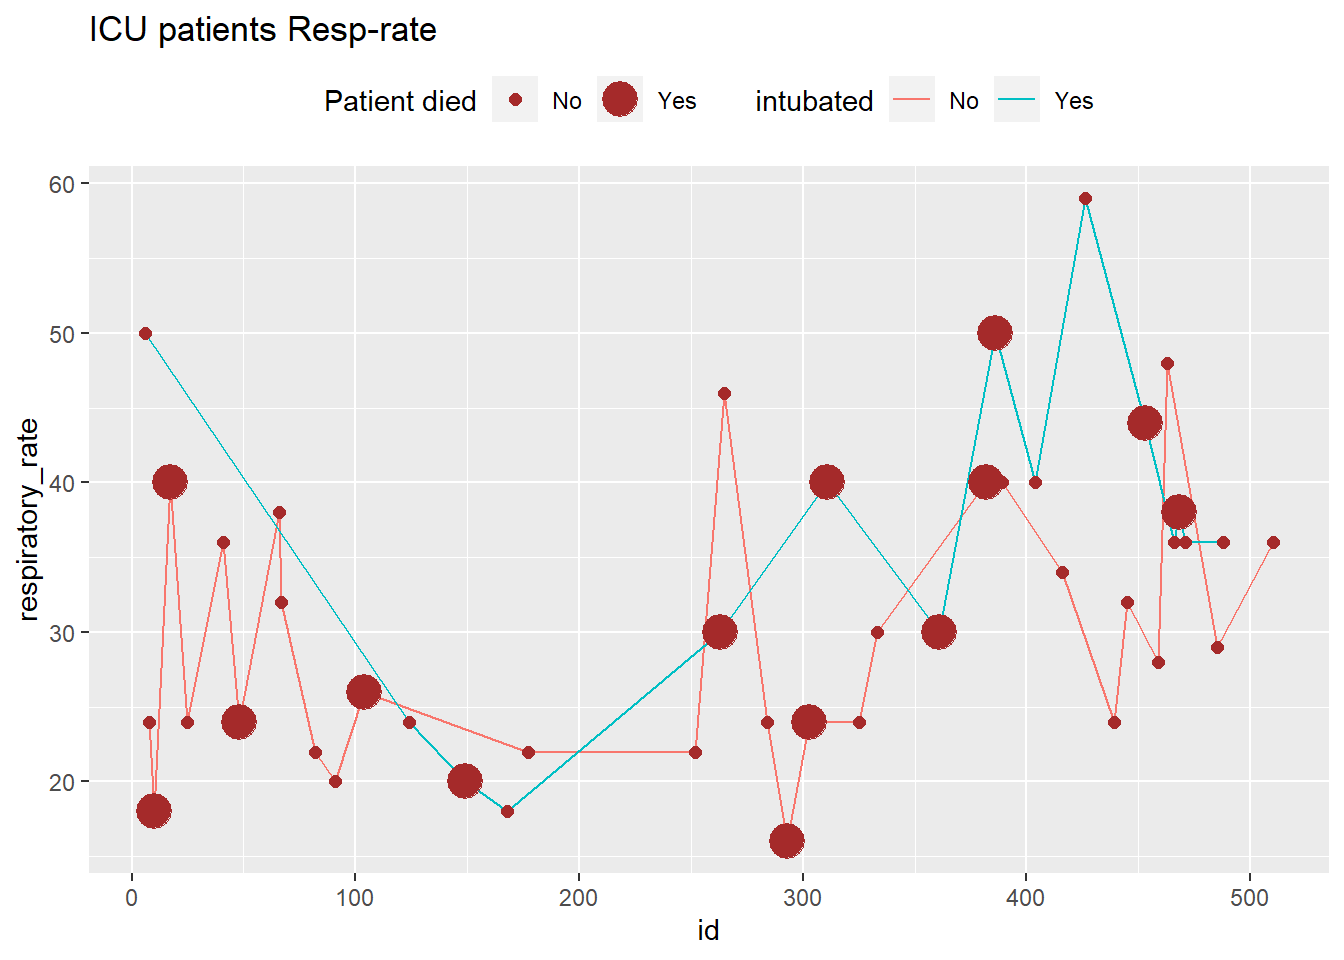 ICU patients Resp-rate
Patient died No Yes intubated No Yes
60
50
40
30
20
respiratory_rate
0 100 200 300 400 500
id